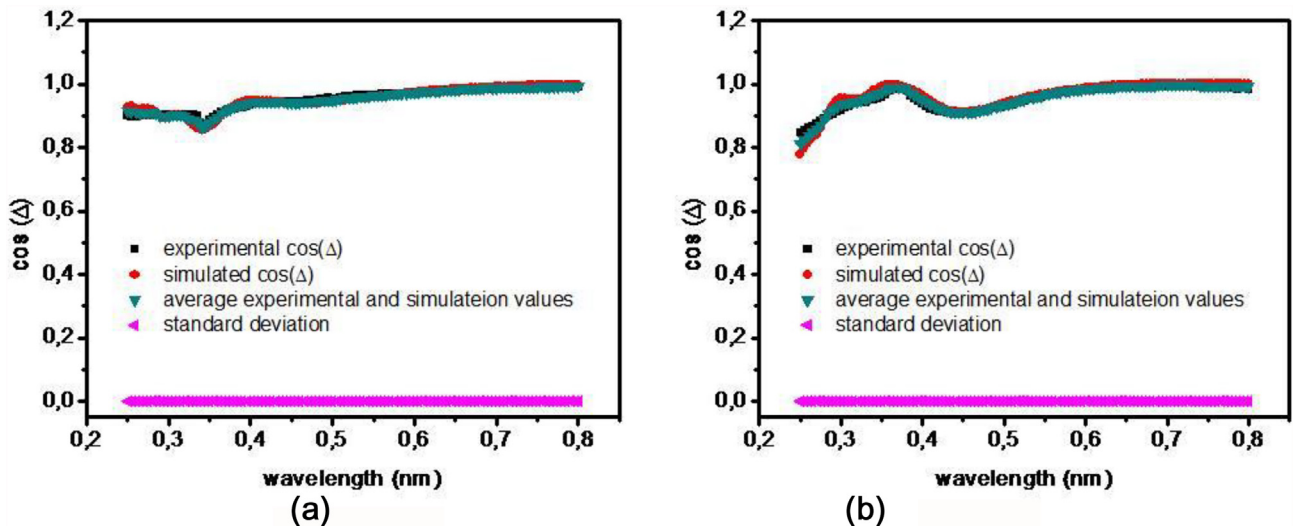 1,2
1,0
0,8
0,6
0,4
0,2
0,0
cos (Δ)
experimental cos(Δ)
simulated cos(Δ)
average experimental and simulateion values
standard deviation
0,2 0,3 0,4 0,5 0,6 0,7 0,8
wavelength (nm)
(a)
1,2
1,0
0,8
0,6
0,4
0,2
0,0
cos (Δ)
experimental cos(Δ)
simulated cos(Δ)
average experimental and simulateion values
standard deviation
0,2 0,3 0,4 0,5 0,6 0,7 0,8
wavelength (nm)
(b)